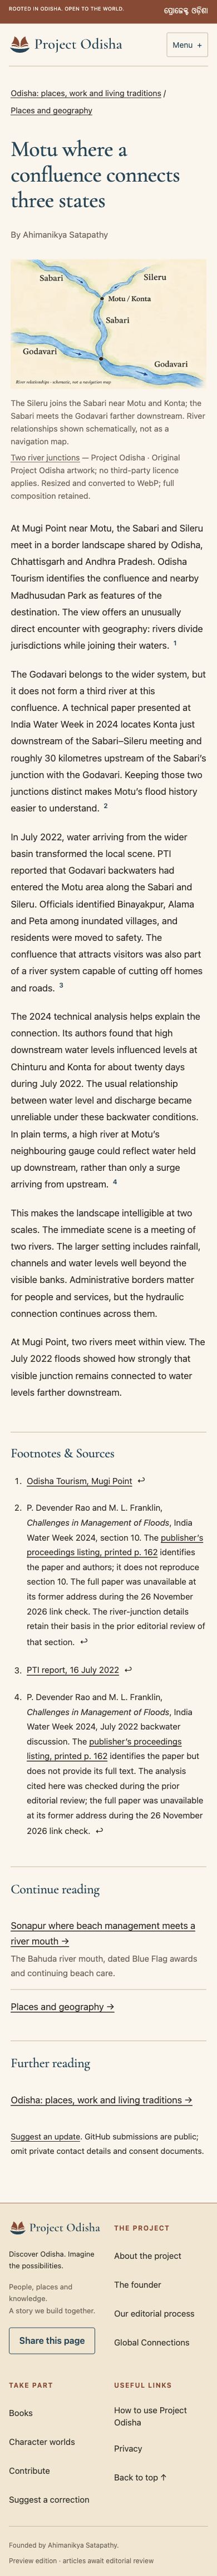 ROOTED IN ODISHA. OPEN TO THE WORLD.
ପ୍ରୋଜେକ୍ଟ ଓଡ଼ିଶା
Project Odisha
Menu +
Odisha: places, work and living traditions /
Places and geography
Motu where a
confluence connects
three states
By Ahimanikya Satapathy
Sabari
Sileru
Motu / Konta
Sabari
Godavari
Godavari
River relationships · schematic, not a navigation map
The Sileru joins the Sabari near Motu and Konta; the
Sabari meets the Godavari farther downstream. River
relationships shown schematically, not as a
navigation map.
Two river junctions — Project Odisha · Original
Project Odisha artwork; no third-party licence
applies. Resized and converted to WebP; full
composition retained.
At Mugi Point near Motu, the Sabari and Sileru
meet in a border landscape shared by Odisha,
Chhattisgarh and Andhra Pradesh. Odisha
Tourism identifies the confluence and nearby
Madhusudan Park as features of the
destination. The view offers an unusually
direct encounter with geography: rivers divide
jurisdictions while joining their waters. 1
The Godavari belongs to the wider system, but
it does not form a third river at this
confluence. A technical paper presented at
India Water Week in 2024 locates Konta just
downstream of the Sabari–Sileru meeting and
roughly 30 kilometres upstream of the Sabari's
junction with the Godavari. Keeping those two
junctions distinct makes Motu's flood history
easier to understand. 2
In July 2022, water arriving from the wider
basin transformed the local scene. PTI
reported that Godavari backwaters had
entered the Motu area along the Sabari and
Sileru. Officials identified Binayakpur, Alama
and Peta among inundated villages, and
residents were moved to safety. The
confluence that attracts visitors was also part
of a river system capable of cutting off homes
and roads. 3
The 2024 technical analysis helps explain the
connection. Its authors found that high
downstream water levels influenced levels at
Chinturu and Konta for about twenty days
during July 2022. The usual relationship
between water level and discharge became
unreliable under these backwater conditions.
In plain terms, a high river at Motu's
neighbouring gauge could reflect water held
up downstream, rather than only a surge
arriving from upstream. 4
This makes the landscape intelligible at two
scales. The immediate scene is a meeting of
two rivers. The larger setting includes rainfall,
channels and water levels well beyond the
visible banks. Administrative borders matter
for people and services, but the hydraulic
connection continues across them.
At Mugi Point, two rivers meet within view. The
July 2022 floods showed how strongly that
visible junction remains connected to water
levels farther downstream.
Footnotes & Sources
1. Odisha Tourism, Mugi Point ↩
2. P. Devender Rao and M. L. Franklin,
Challenges in Management of Floods, India
Water Week 2024, section 10. The publisher's
proceedings listing, printed p. 162 identifies
the paper and authors; it does not reproduce
section 10. The full paper was unavailable at
its former address during the 26 November
2026 link check. The river-junction details
retain their basis in the prior editorial review of
that section. ↩
3. PTI report, 16 July 2022 ↩
4. P. Devender Rao and M. L. Franklin,
Challenges in Management of Floods, India
Water Week 2024, July 2022 backwater
discussion. The publisher's proceedings
listing, printed p. 162 identifies the paper but
does not provide its full text. The analysis
cited here was checked during the prior
editorial review; the full paper was unavailable
at its former address during the 26 November
2026 link check. ↩
Continue reading
Sonapur where beach management meets a
river mouth →
The Bahuda river mouth, dated Blue Flag awards
and continuing beach care.
Places and geography →
Further reading
Odisha: places, work and living traditions →
Suggest an update. GitHub submissions are public;
omit private contact details and consent documents.
Project Odisha
Discover Odisha. Imagine
the possibilities.
People, places and
knowledge.
A story we build together.
Share this page
THE PROJECT
About the project
The founder
Our editorial process
Global Connections
TAKE PART
Books
Character worlds
Contribute
Suggest a correction
USEFUL LINKS
How to use Project
Odisha
Privacy
Back to top ↑
Founded by Ahimanikya Satapathy.
Preview edition · articles await editorial review